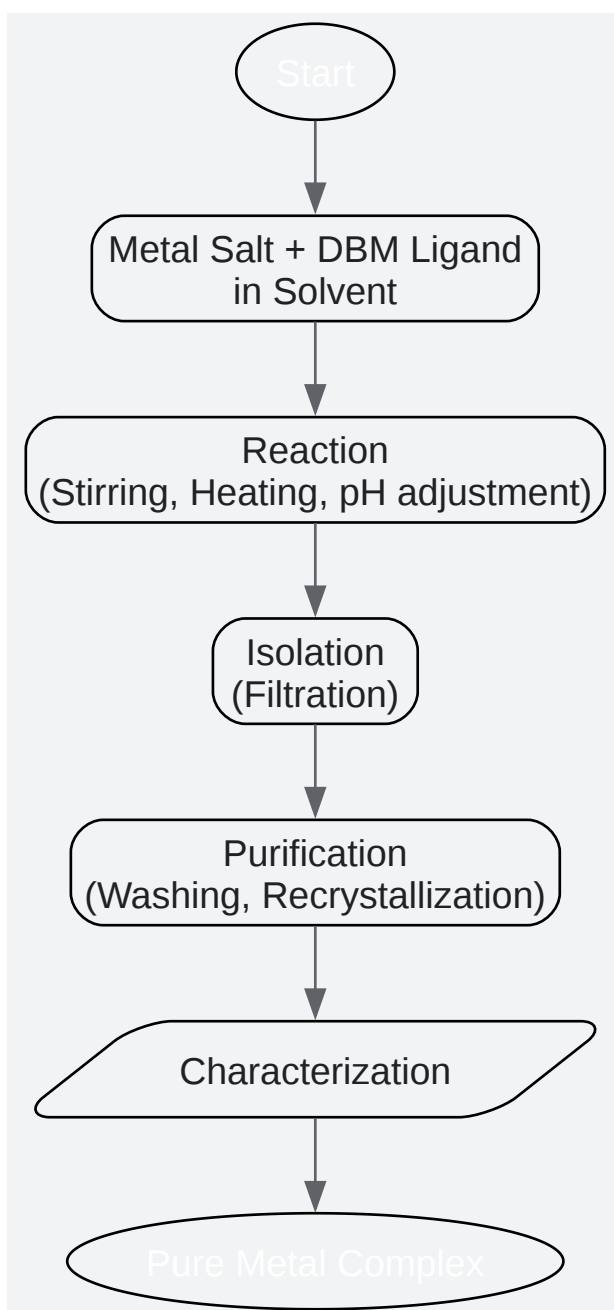 Start
Metal Salt + DBM Ligand
in Solvent
Reaction
(Stirring, Heating, pH adjustment)
Isolation
(Filtration)
Purification
(Washing, Recrystallization)
Characterization
Pure Metal Complex